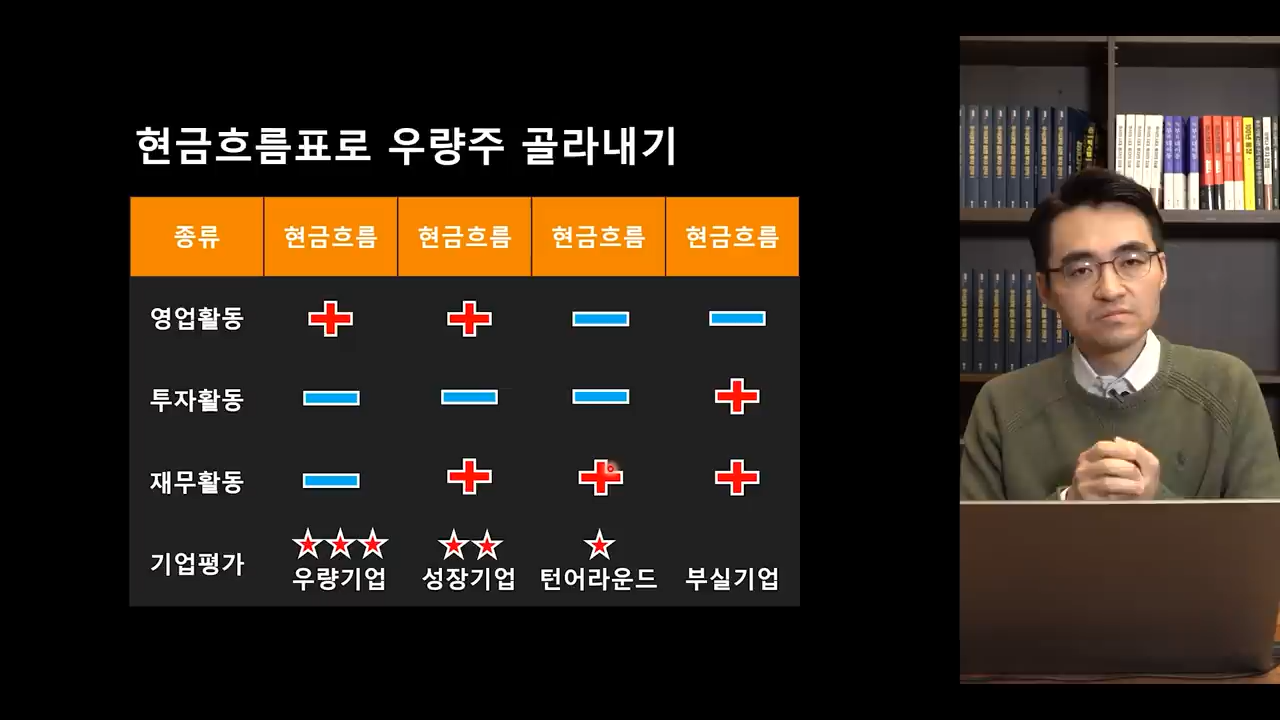 현금흐름표로 우량주 골라내기
종류 현금흐름 현금흐름 현금흐름 현금흐름
영업활동
투자활동
재무활동
기업평가
우량기업 성장기업 턴어라운드 부실기업